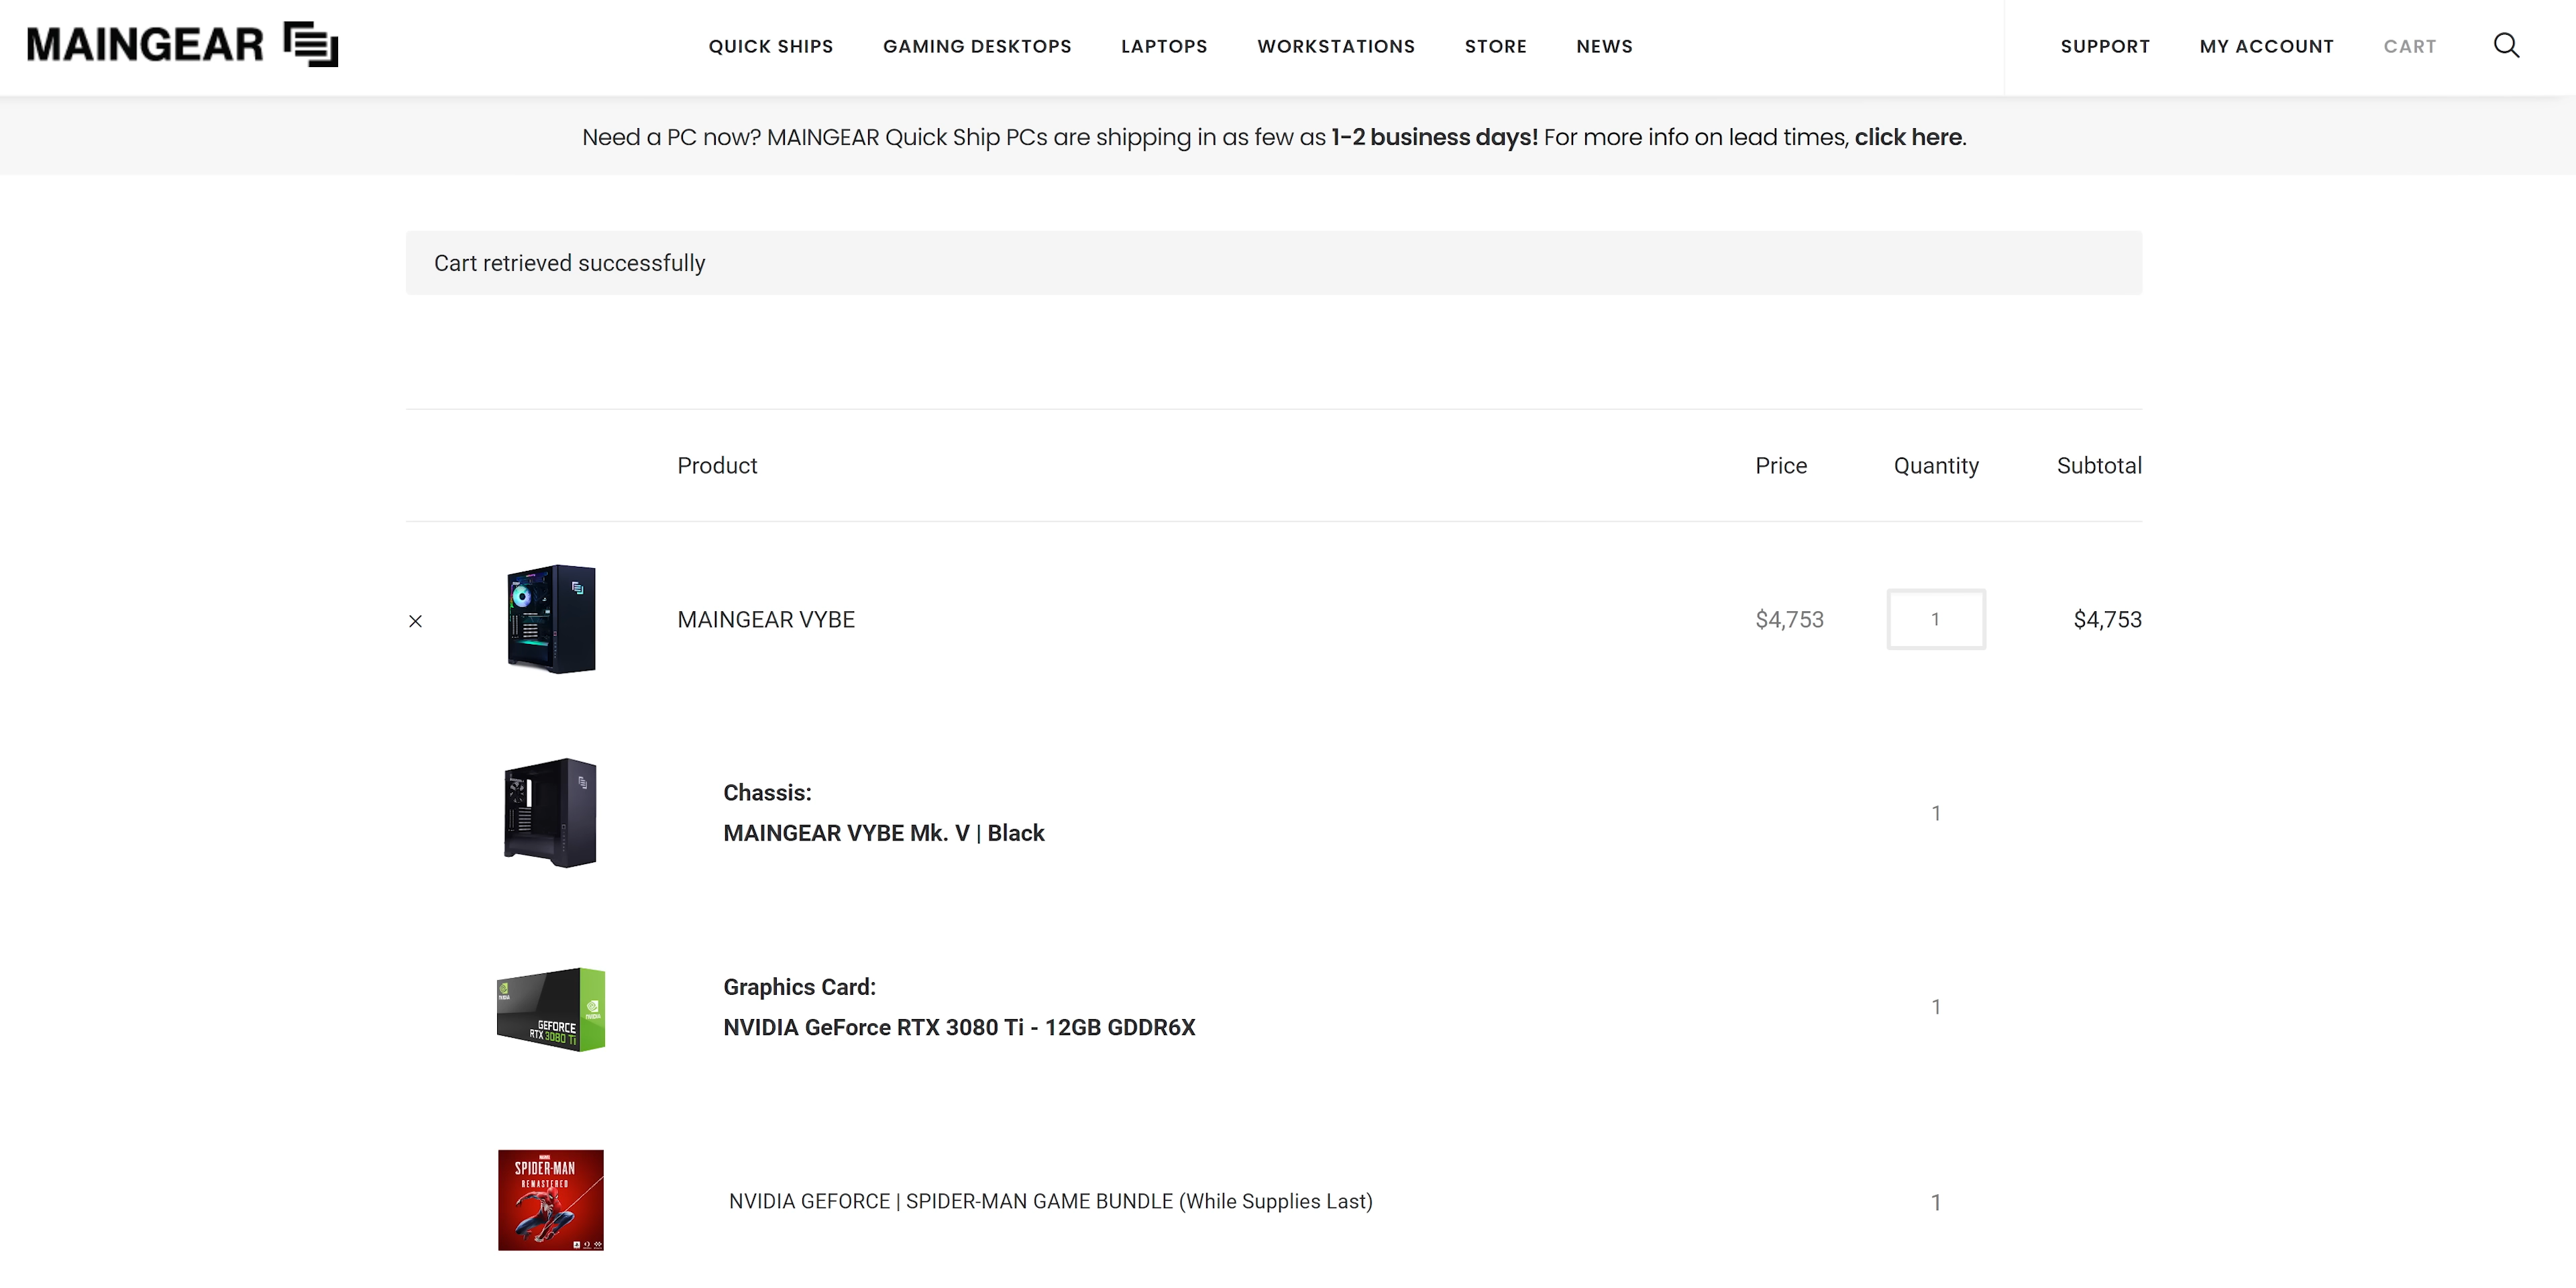 MAINGEAR
QUICK SHIPS GAMING DESKTOPS LAPTOPS WORKSTATIONS STORE NEWS
SUPPORT MY ACCOUNT CART
Need a PC now? MAINGEAR Quick Ship PCs are shipping in as few as 1-2 business days! For more info on lead times, click here.
Cart retrieved successfully
Product Price Quantity Subtotal
MAINGEAR VYBE $4,753 1 $4,753
Chassis:
MAINGEAR VYBE Mk. V | Black
1
Graphics Card:
NVIDIA GeForce RTX 3080 Ti - 12GB GDDR6X
1
GEFORCE
RTX 3080 Ti
SPIDER-MAN
REMASTERED
NVIDIA GEFORCE | SPIDER-MAN GAME BUNDLE (While Supplies Last) 1